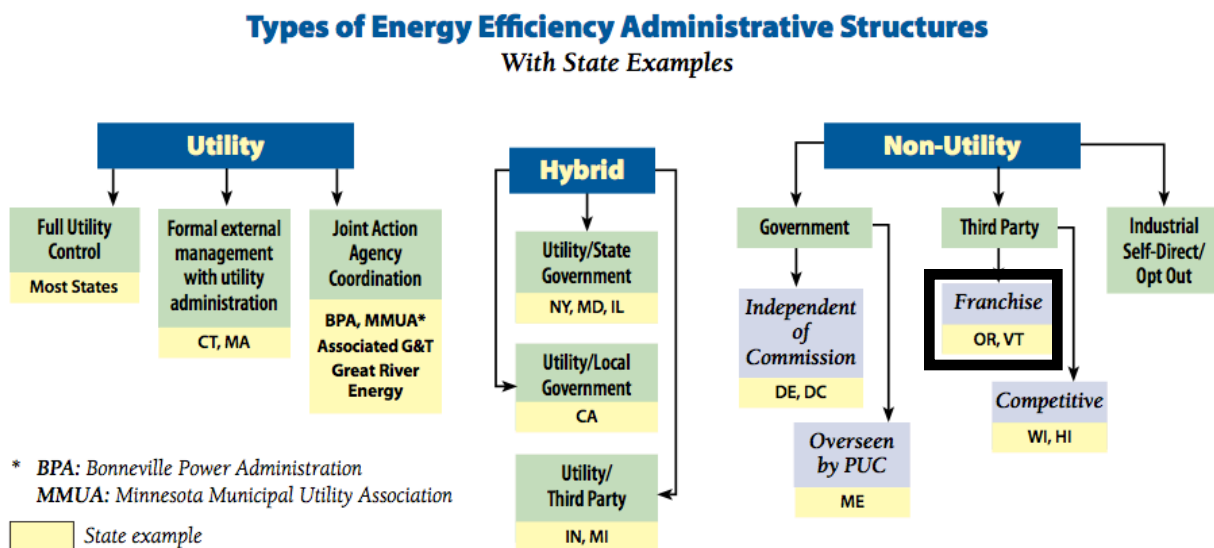 Types of Energy Efficiency Administrative Structures
With State Examples
Utility
Full Utility
Control
Most States
Formal external
management
with utility
administration
CT, MA
Joint Action
Agency
Coordination
BPA, MMUA*
Associated G&T
Great River
Energy
Hybrid
Utility/State
Government
NY, MD, IL
Utility/Local
Government
CA
Utility/
Third Party
IN, MI
Non-Utility
Government
Independent
of
Commission
DE, DC
Overseen
by PUC
ME
Third Party
Franchise
OR, VT
Competitive
WI, HI
Industrial
Self-Direct/
Opt Out
* BPA: Bonneville Power Administration
MMUA: Minnesota Municipal Utility Association
State example